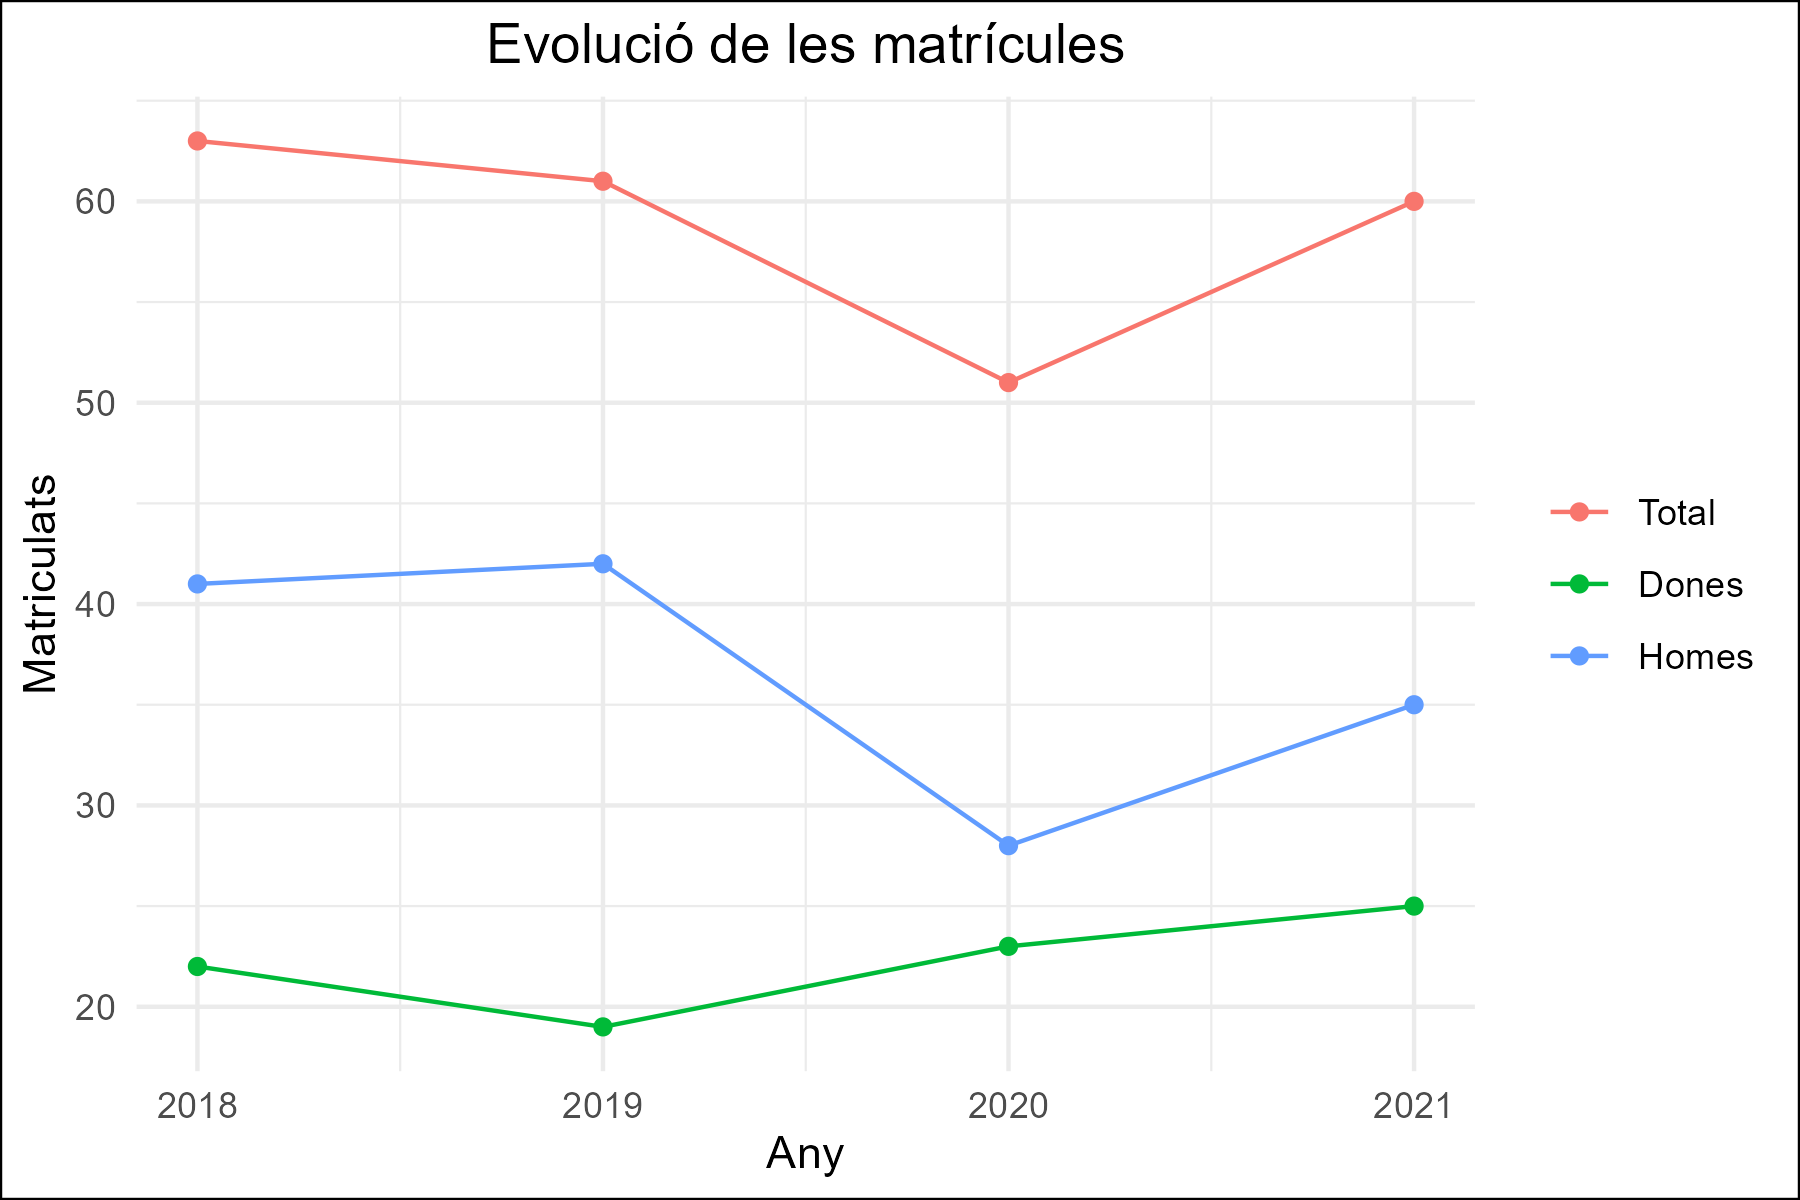 Evolució de les matrícules
Matriculats
60
50
40
30
20
2018 2019 2020 2021
Any
Total
Dones
Homes